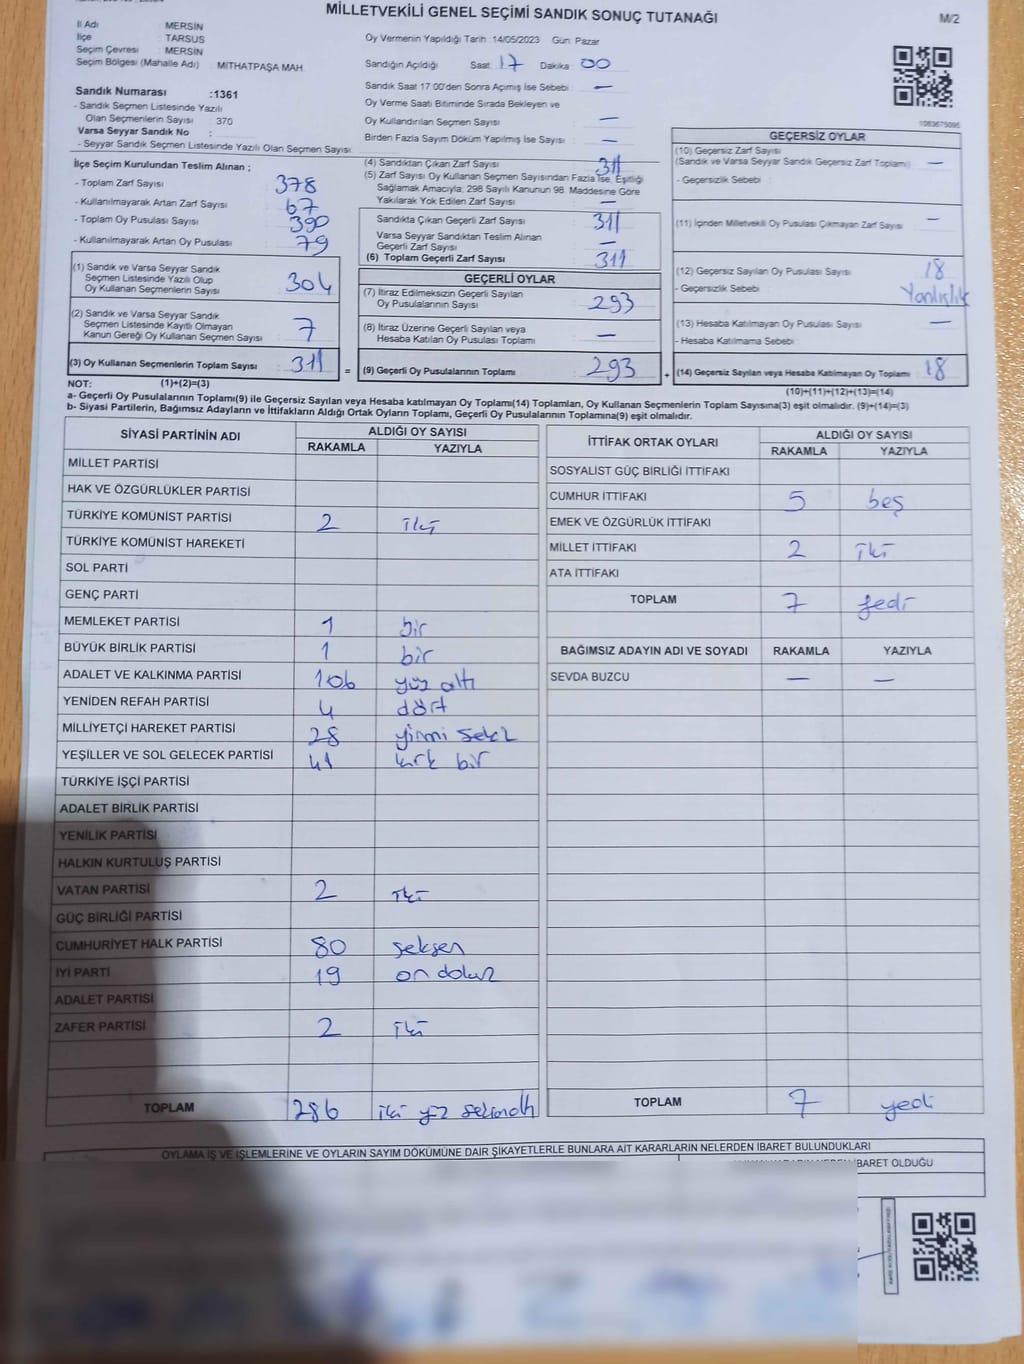 MİLLETVEKİLİ GENEL SEÇİMİ SANDIK SONUÇ TUTANAĞI
M/2
İl Adı MERSİN
İlçe TARSUS
Seçim Çevresi MERSİN
Seçim Bölgesi (Mahalle Adı) MİTHATPAŞA MAH.
Sandık Numarası :1361
- Sandık Seçmen Listesinde Yazılı
Olan Seçmenlerin Sayısı 370
Varsa Seyyar Sandık No :
- Seyyar Sandık Seçmen Listesinde Yazılı Olan Seçmen Sayısı:
Oy Vermenin Yapıldığı Tarih :14/05/2023 Gün: Pazar
Sandığın Açıldığı Saat: 17 Dakika: 00
Sandık Saat 17:00'den Sonra Açımış İse Sebebi —
Oy Verme Saati Bitiminde Sırada Bekleyen ve
Oy Kullandırılan Seçmen Sayısı —
Birden Fazla Sayım Döküm Yapılmış İse Sayısı : —
1083675095
İlçe Seçim Kurulundan Teslim Alınan ;
- Toplam Zarf Sayısı : 378
- Kullanılmayarak Artan Zarf Sayısı : 67
- Toplam Oy Pusulası Sayısı : 390
- Kullanılmayarak Artan Oy Pusulası : 79
(1) Sandık ve Varsa Seyyar Sandık
Seçmen Listesinde Yazılı Olup
Oy Kullanan Seçmenlerin Sayısı : 304
(2) Sandık ve Varsa Seyyar Sandık
Seçmen Listesinde Kayıtlı Olmayan
Kanun Gereği Oy Kullanan Seçmen Sayısı : 7
(3) Oy Kullanan Seçmenlerin Toplam Sayısı : 311
(4) Sandıktan Çıkan Zarf Sayısı : 311
(5) Zarf Sayısı Oy Kullanan Seçmen Sayısından Fazla İse, Eşitliği
Sağlamak Amacıyla; 298 Sayılı Kanunun 98. Maddesine Göre
Yakılarak Yok Edilen Zarf Sayısı : —
Sandıkta Çıkan Geçerli Zarf Sayısı : 311
Varsa Seyyar Sandıktan Teslim Alınan
Geçerli Zarf Sayısı : —
(6) Toplam Geçerli Zarf Sayısı : 311
GEÇERLİ OYLAR
(7) İtiraz Edilmeksizin Geçerli Sayılan
Oy Pusulalarının Sayısı : 293
(8) İtiraz Üzerine Geçerli Sayılan veya
Hesaba Katılan Oy Pusulası Toplamı : —
= (9) Geçerli Oy Pusulalarının Toplamı : 293
GEÇERSİZ OYLAR
(10) Geçersiz Zarf Sayısı
(Sandık ve Varsa Seyyar Sandık Geçersiz Zarf Toplamı) : —
- Geçersizlik Sebebi :
(11) İçinden Milletvekili Oy Pusulası Çıkmayan Zarf Sayısı : —
(12) Geçersiz Sayılan Oy Pusulası Sayısı : 18
- Geçersizlik Sebebi : Yanlışlık
(13) Hesaba Katılmayan Oy Pusulası Sayısı : —
- Hesaba Katılmama Sebebi :
+ (14) Geçersiz Sayılan veya Hesaba Katılmayan Oy Toplamı : 18
NOT: (1)+(2)=(3)
(10)+(11)+(12)+(13)=(14)
a- Geçerli Oy Pusulalarının Toplamı(9) ile Geçersiz Sayılan veya Hesaba katılmayan Oy Toplamı(14) Toplamları, Oy Kullanan Seçmenlerin Toplam Sayısına(3) eşit olmalıdır. (9)+(14)=(3)
b- Siyasi Partilerin, Bağımsız Adayların ve İttifakların Aldığı Ortak Oyların Toplamı, Geçerli Oy Pusulalarının Toplamına(9) eşit olmalıdır.
SİYASİ PARTİNİN ADI
ALDIĞI OY SAYISI
RAKAMLA YAZIYLA
MİLLET PARTİSİ
HAK VE ÖZGÜRLÜKLER PARTİSİ
TÜRKİYE KOMÜNİST PARTİSİ 2 iki
TÜRKİYE KOMÜNİST HAREKETİ
SOL PARTİ
GENÇ PARTİ
MEMLEKET PARTİSİ 1 bir
BÜYÜK BİRLİK PARTİSİ 1 bir
ADALET VE KALKINMA PARTİSİ 106 yüz altı
YENİDEN REFAH PARTİSİ 4 dört
MİLLİYETÇİ HAREKET PARTİSİ 28 yirmi sekiz
YEŞİLLER VE SOL GELECEK PARTİSİ 41 kırk bir
TÜRKİYE İŞÇİ PARTİSİ
ADALET BİRLİK PARTİSİ
YENİLİK PARTİSİ
HALKIN KURTULUŞ PARTİSİ
VATAN PARTİSİ 2 iki
GÜÇ BİRLİĞİ PARTİSİ
CUMHURİYET HALK PARTİSİ 80 seksen
İYİ PARTİ 19 on dokuz
ADALET PARTİSİ
ZAFER PARTİSİ 2 iki
TOPLAM 286 iki yüz seksenaltı
İTTİFAK ORTAK OYLARI
ALDIĞI OY SAYISI
RAKAMLA YAZIYLA
SOSYALİST GÜÇ BİRLİĞİ İTTİFAKI
CUMHUR İTTİFAKI 5 beş
EMEK VE ÖZGÜRLÜK İTTİFAKI
MİLLET İTTİFAKI 2 iki
ATA İTTİFAKI
TOPLAM 7 yedi
BAĞIMSIZ ADAYIN ADI VE SOYADI RAKAMLA YAZIYLA
SEVDA BUZCU — —
TOPLAM 7 yedi
OYLAMA İŞ VE İŞLEMLERİNE VE OYLARIN SAYIM DÖKÜMÜNE DAİR ŞİKAYETLERLE BUNLARA AİT KARARLARIN NELERDEN İBARET BULUNDUKLARI
İBARET OLDUĞU